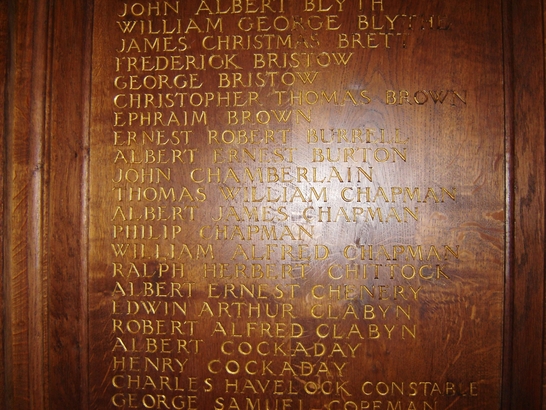 JOHN ALBERT BLYTH
WILLIAM GEORGE BLYTHE
JAMES CHRISTMAS BRETT
FREDERICK BRISTOW
GEORGE BRISTOW
CHRISTOPHER THOMAS BROWN
EPHRAIM BROWN
ERNEST ROBERT BURRELL
ALBERT ERNEST BURTON
JOHN CHAMBERLAIN
THOMAS WILLIAM CHAPMAN
ALBERT JAMES CHAPMAN
PHILIP CHAPMAN
WILLIAM ALFRED CHAPMAN
RALPH HERBERT CHITTOCK
ALBERT ERNEST CHENERY
EDWIN ARTHUR CLABYN
ROBERT ALFRED CLABYN
ALBERT COCKADAY
HENRY COCKADAY
CHARLES HAVELOCK CONSTABLE
GEORGE SAMUEL COPEMAN